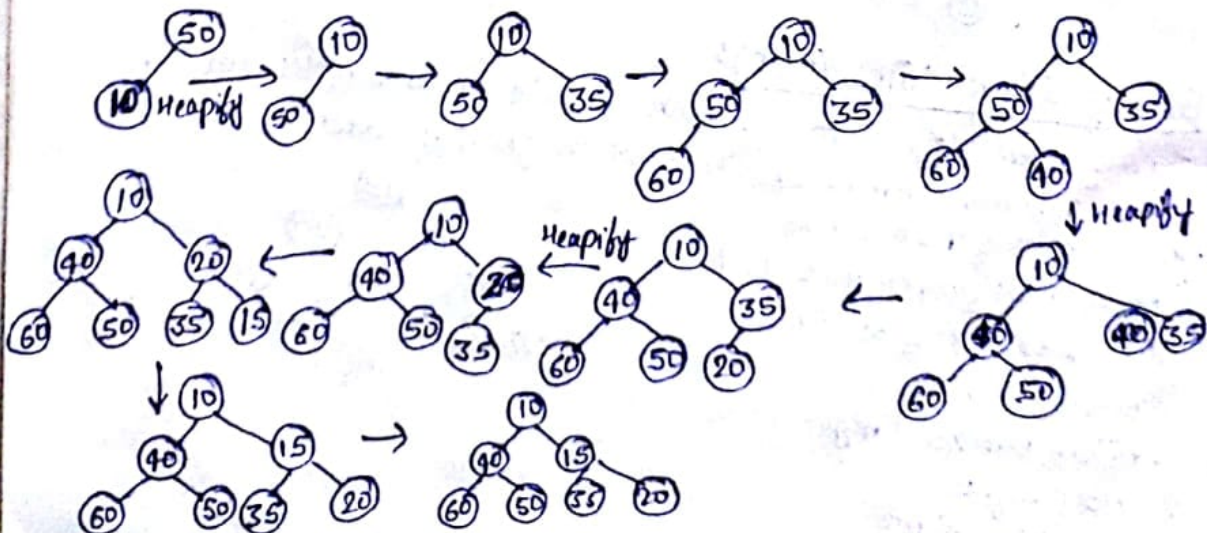 50 10 10 10 10
10 Heapify 50 50 35 50 35 50 35
60 60 40
Heapify
10 10 Heapify 10 10
40 20 40 20 40 35 40 40 35
60 50 35 15 60 50 35 60 50 20 60 50
10 10
40 15 40 15
60 50 35 20 60 50 35 20